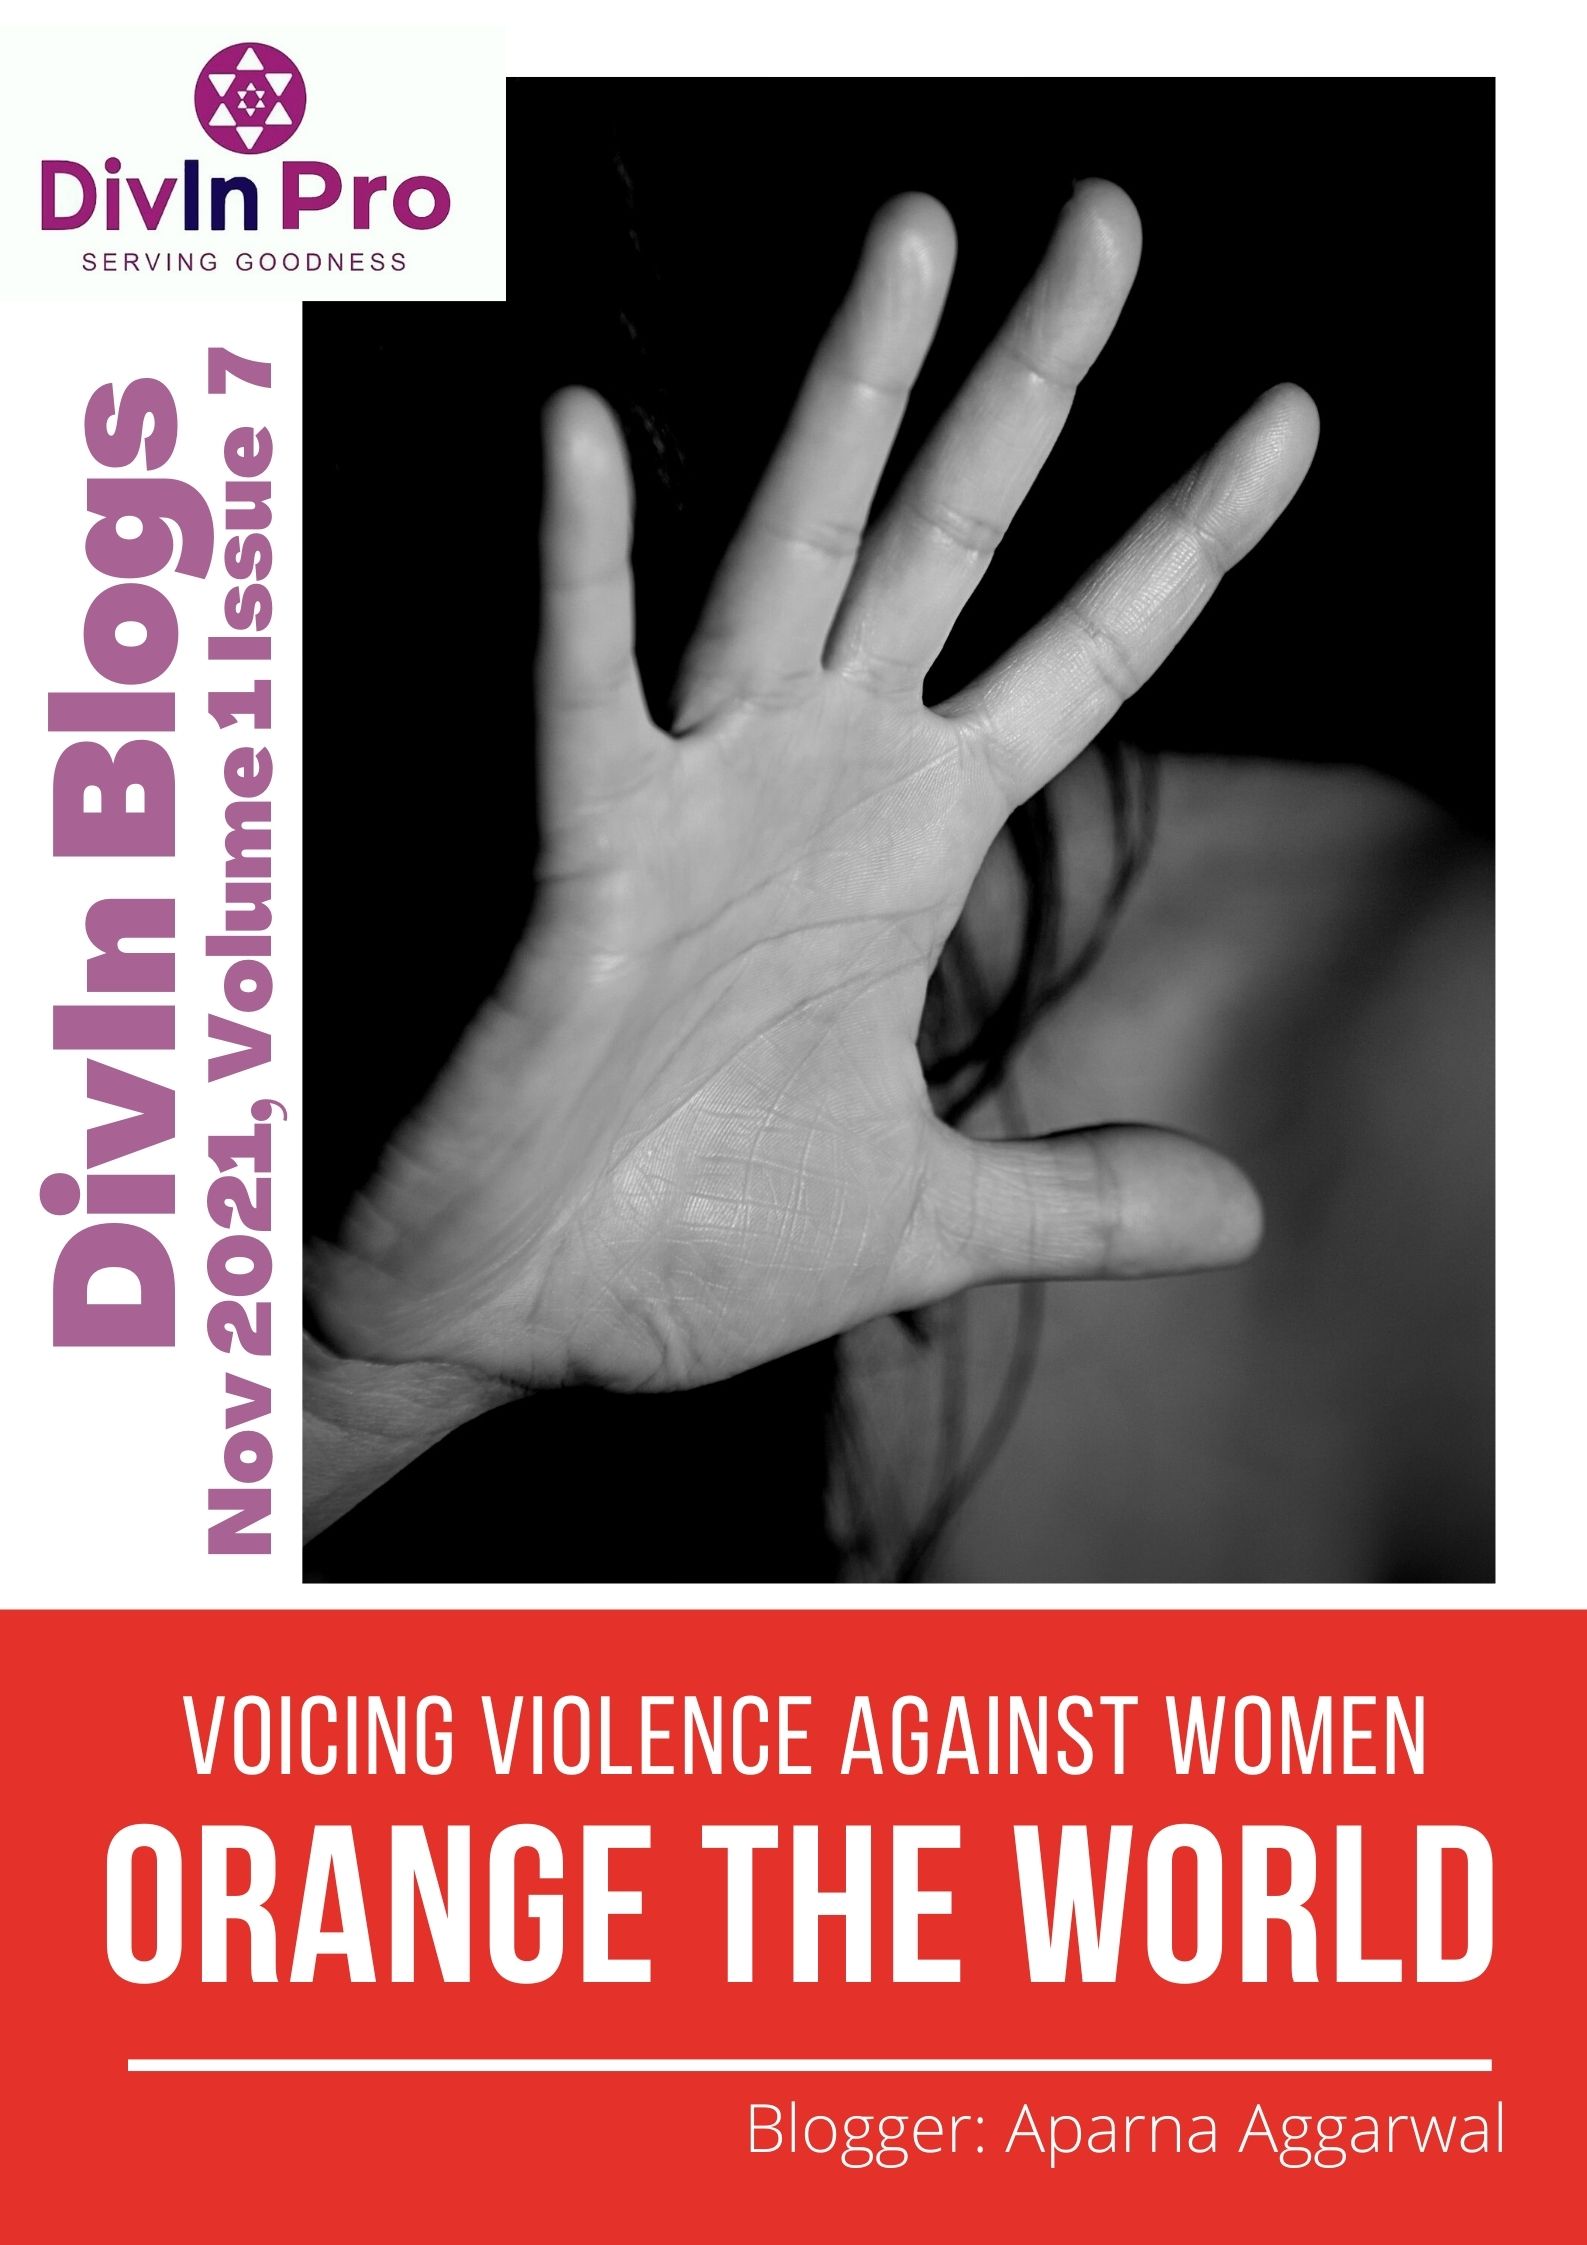 DivIn Pro
SERVING GOODNESS
DivIn Blogs
Nov 2021, Volume 1 Issue 7
VOICING VIOLENCE AGAINST WOMEN
ORANGE THE WORLD
Blogger: Aparna Aggarwal